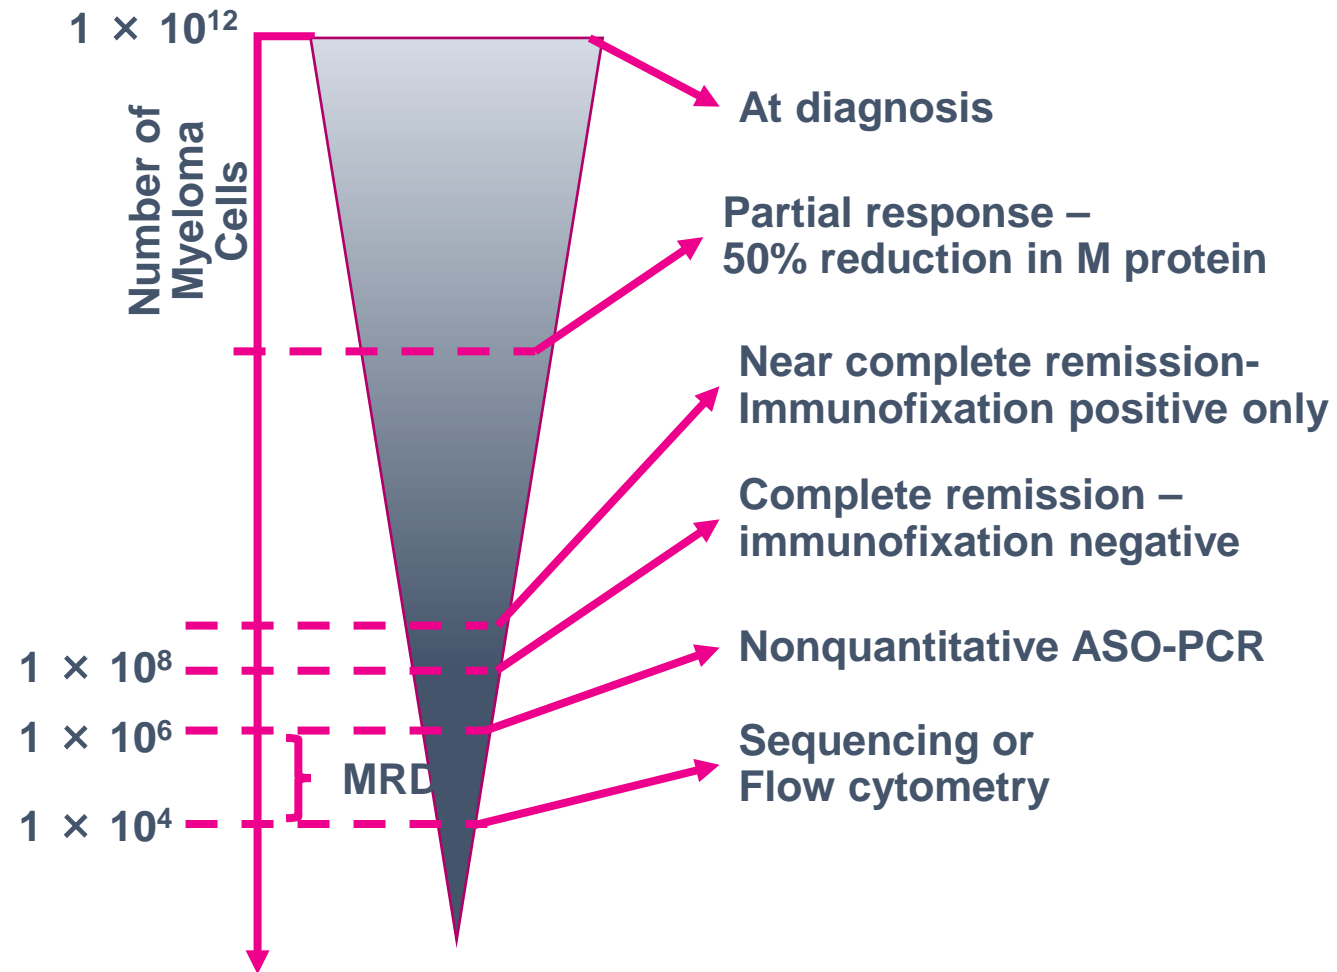 1 × 10¹²
Number of
Myeloma
Cells
At diagnosis
Partial response –
50% reduction in M protein
Near complete remission-
Immunofixation positive only
Complete remission –
immunofixation negative
1 × 10⁸
Nonquantitative ASO-PCR
1 × 10⁶
MRD
Sequencing or
Flow cytometry
1 × 10⁴